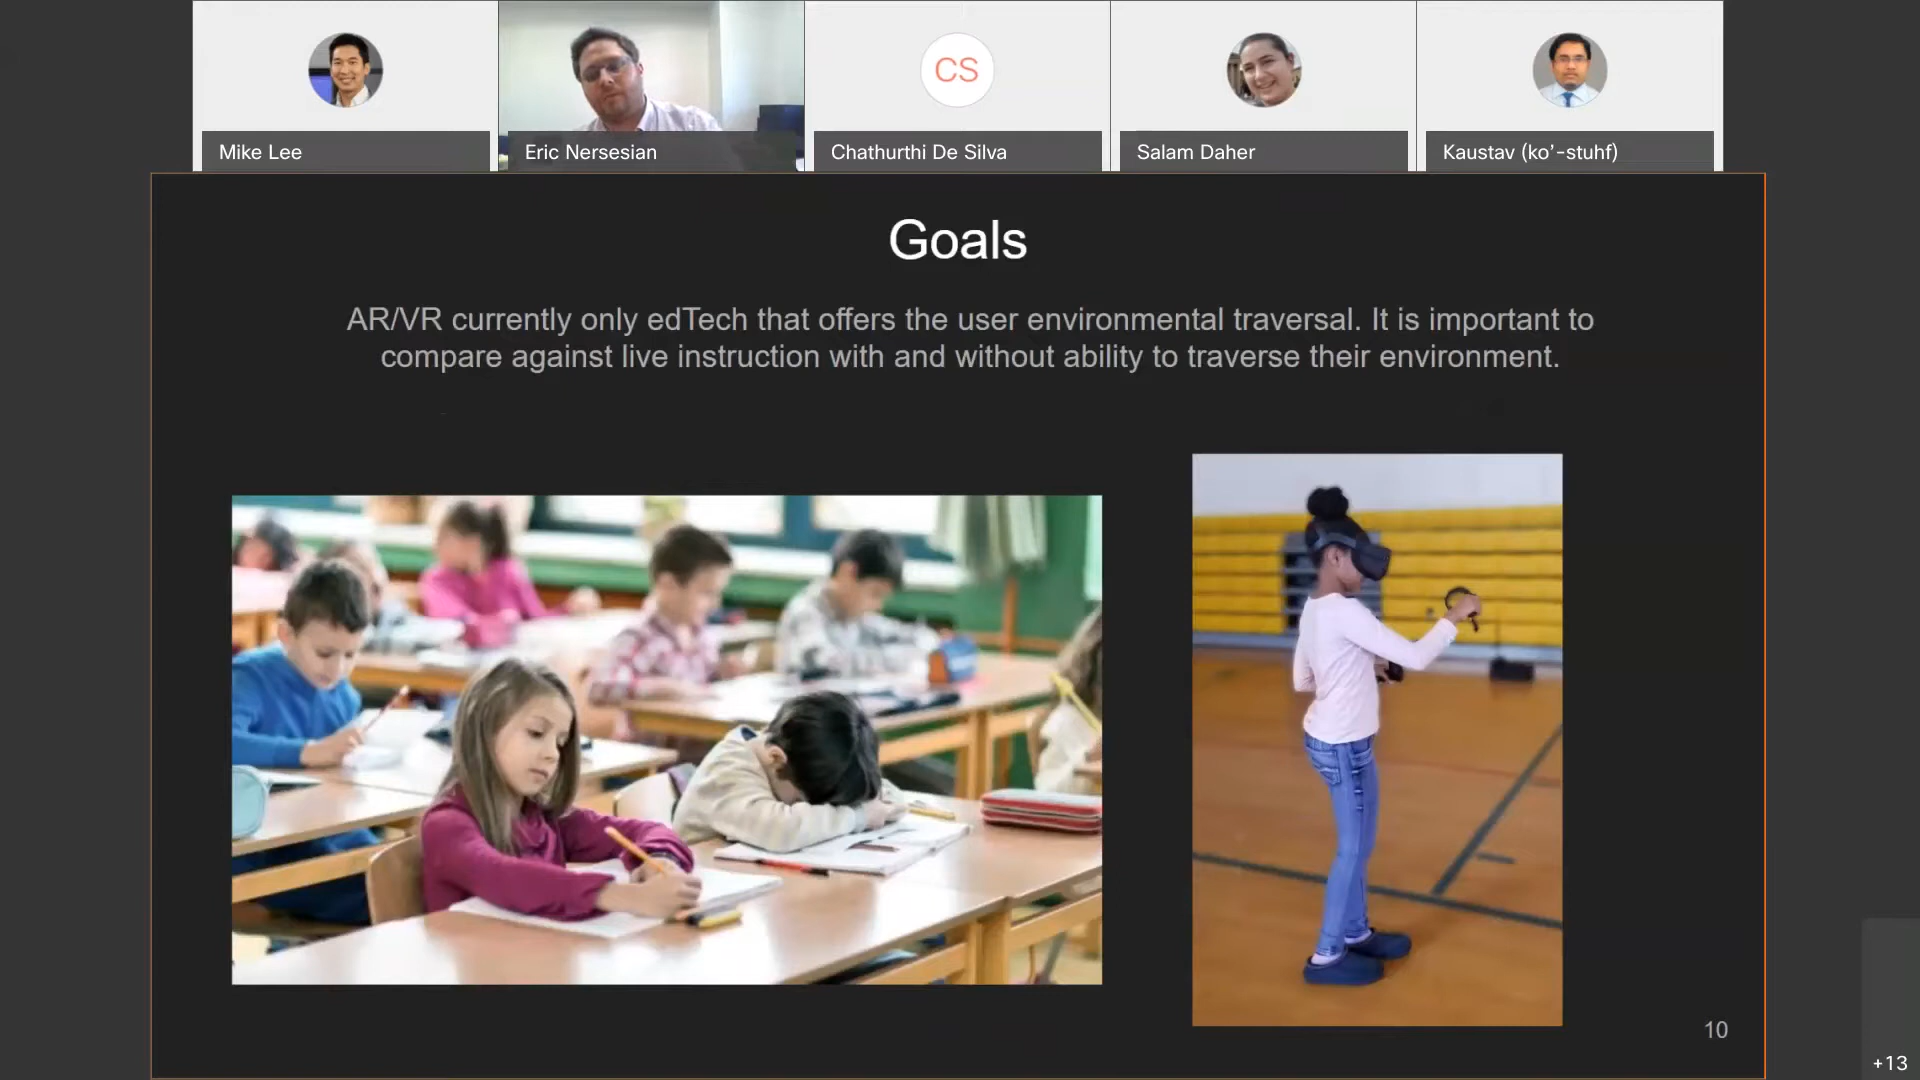 Mike Lee
Eric Nersesian
CS
Chathurthi De Silva
Salam Daher
Kaustav (ko’-stuhf)
Goals
AR/VR currently only edTech that offers the user environmental traversal. It is important to
compare against live instruction with and without ability to traverse their environment.
10
+13